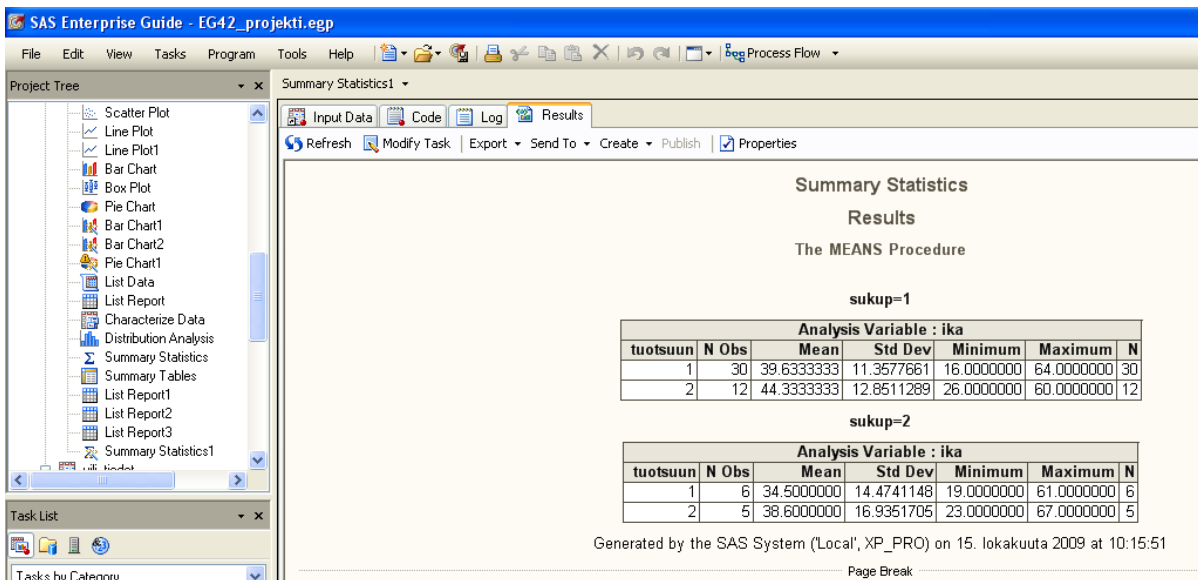 SAS Enterprise Guide - EG42_projekti.egp
File Edit View Tasks Program Tools Help Process Flow
Project Tree
Scatter Plot
Line Plot
Line Plot1
Bar Chart
Box Plot
Pie Chart
Bar Chart1
Bar Chart2
Pie Chart1
List Data
List Report
Characterize Data
Distribution Analysis
Summary Statistics
Summary Tables
List Report1
List Report2
List Report3
Summary Statistics1
Task List
Tasks by Category
Summary Statistics1
Input Data Code Log Results
Refresh Modify Task Export Send To Create Publish Properties
Summary Statistics
Results
The MEANS Procedure
sukup=1
Analysis Variable : ika
tuotsuun N Obs Mean Std Dev Minimum Maximum N
1 30 39.6333333 11.3577661 16.0000000 64.0000000 30
2 12 44.3333333 12.8511289 26.0000000 60.0000000 12
sukup=2
Analysis Variable : ika
tuotsuun N Obs Mean Std Dev Minimum Maximum N
1 6 34.5000000 14.4741148 19.0000000 61.0000000 6
2 5 38.6000000 16.9351705 23.0000000 67.0000000 5
Generated by the SAS System ('Local', XP_PRO) on 15. lokakuuta 2009 at 10:15:51
Page Break